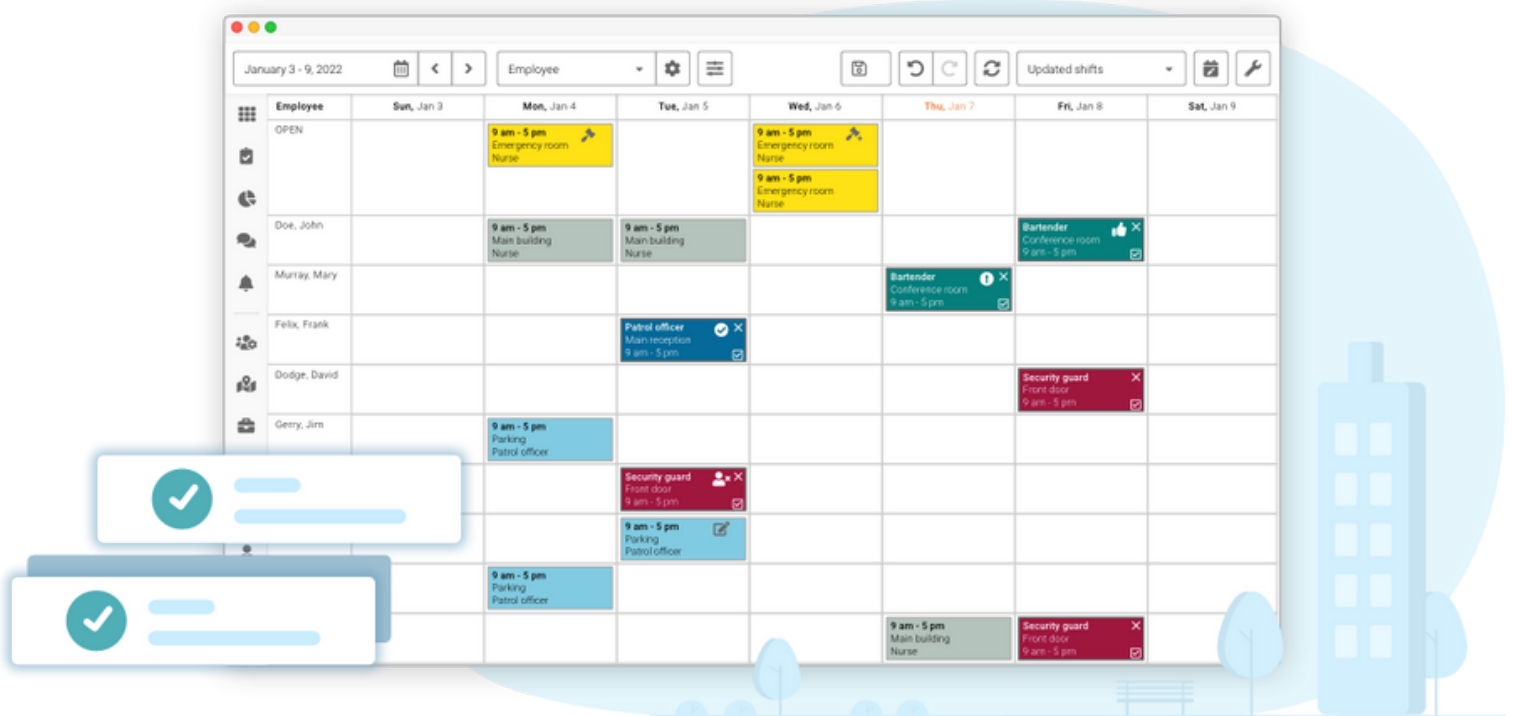 January 3 - 9, 2022
Employee
Updated shifts
Employee
Sun, Jan 3
Mon, Jan 4
Tue, Jan 5
Wed, Jan 6
Thu, Jan 7
Fri, Jan 8
Sat, Jan 9
OPEN
9 am - 5 pm
Emergency room
Nurse
9 am - 5 pm
Emergency room
Nurse
9 am - 5 pm
Emergency room
Nurse
Doe, John
9 am - 5 pm
Main building
Nurse
9 am - 5 pm
Main building
Nurse
Bartender
Conference room
9 am - 5 pm
Murray, Mary
Bartender
Conference room
9 am - 5 pm
Felix, Frank
Patrol officer
Main reception
9 am - 5 pm
Dodge, David
Security guard
Front door
9 am - 5 pm
Gerry, Jim
9 am - 5 pm
Parking
Patrol officer
Security guard
Front door
9 am - 5 pm
9 am - 5 pm
Parking
Patrol officer
9 am - 5 pm
Parking
Patrol officer
9 am - 5 pm
Main building
Nurse
Security guard
Front door
9 am - 5 pm